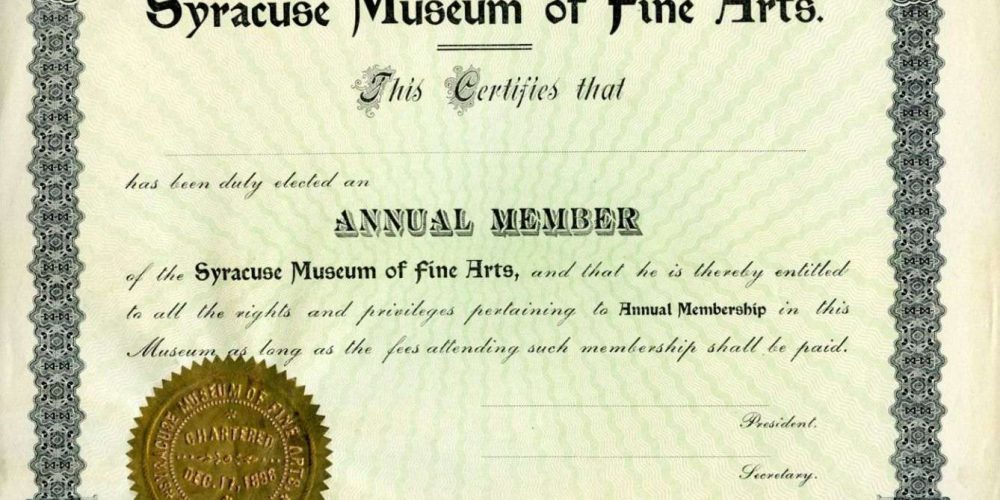 Syracuse Museum of Fine Arts.
This Certifies that
has been duly elected an
ANNUAL MEMBER
of the Syracuse Museum of Fine Arts, and that he is thereby entitled
to all the rights and privileges pertaining to Annual Membership in this
Museum as long as the fees attending such membership shall be paid.
President.
Secretary.
SYRACUSE MUSEUM OF FINE ARTS
CHARTERED
DEC. 17, 1896